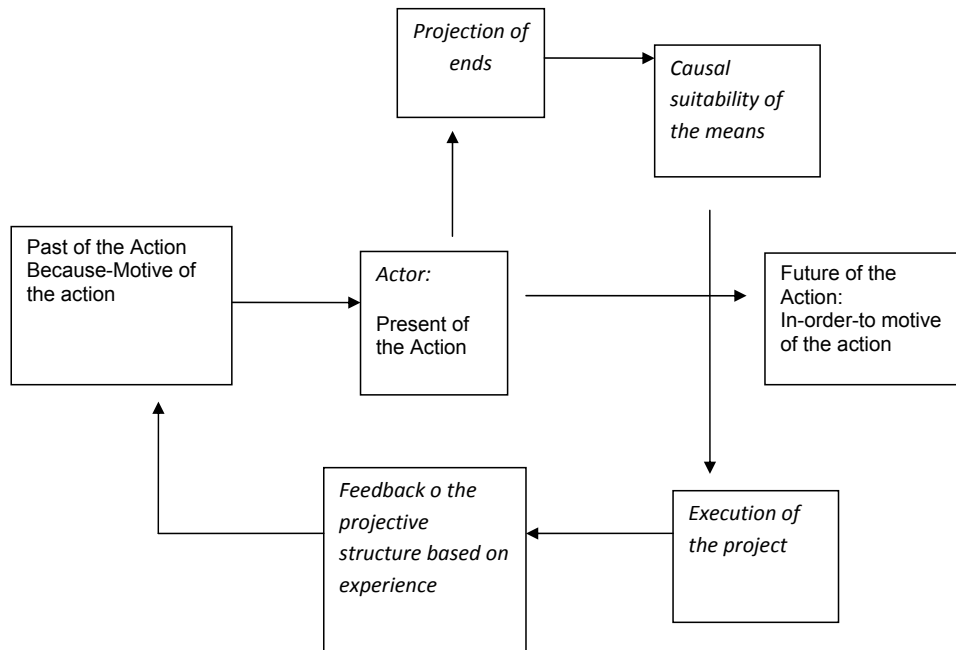 Projection of
ends
Causal
suitability of
the means
Past of the Action
Because-Motive of
the action
Actor:
Present of
the Action
Future of the
Action:
In-order-to motive
of the action
Feedback o the
projective
structure based on
experience
Execution of
the project